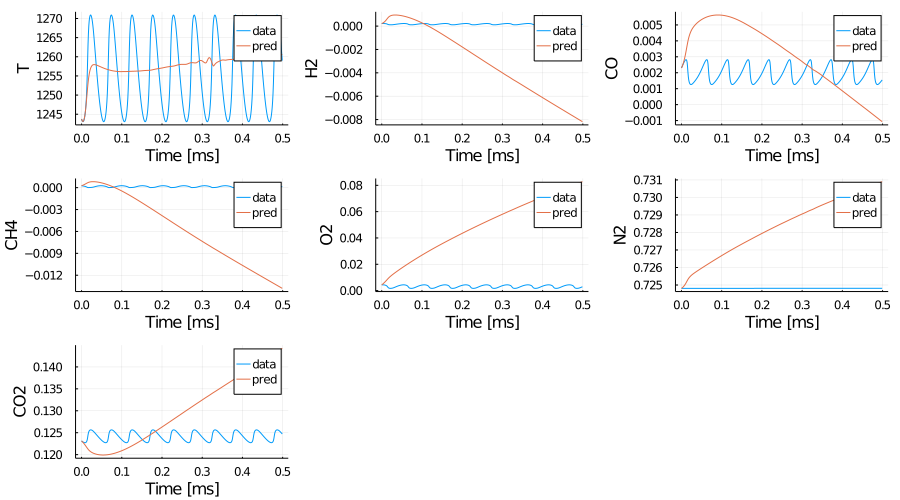 T
1270
1265
1260
1255
1250
1245
data
pred
0.0 0.1 0.2 0.3 0.4 0.5
Time [ms]
H2
0.000
−0.002
−0.004
−0.006
−0.008
data
pred
0.0 0.1 0.2 0.3 0.4 0.5
Time [ms]
CO
0.005
0.004
0.003
0.002
0.001
0.000
−0.001
data
pred
0.0 0.1 0.2 0.3 0.4 0.5
Time [ms]
CH4
0.000
−0.003
−0.006
−0.009
−0.012
data
pred
0.0 0.1 0.2 0.3 0.4 0.5
Time [ms]
O2
0.08
0.06
0.04
0.02
0.00
data
pred
0.0 0.1 0.2 0.3 0.4 0.5
Time [ms]
N2
0.731
0.730
0.729
0.728
0.727
0.726
0.725
data
pred
0.0 0.1 0.2 0.3 0.4 0.5
Time [ms]
CO2
0.140
0.135
0.130
0.125
0.120
data
pred
0.0 0.1 0.2 0.3 0.4 0.5
Time [ms]